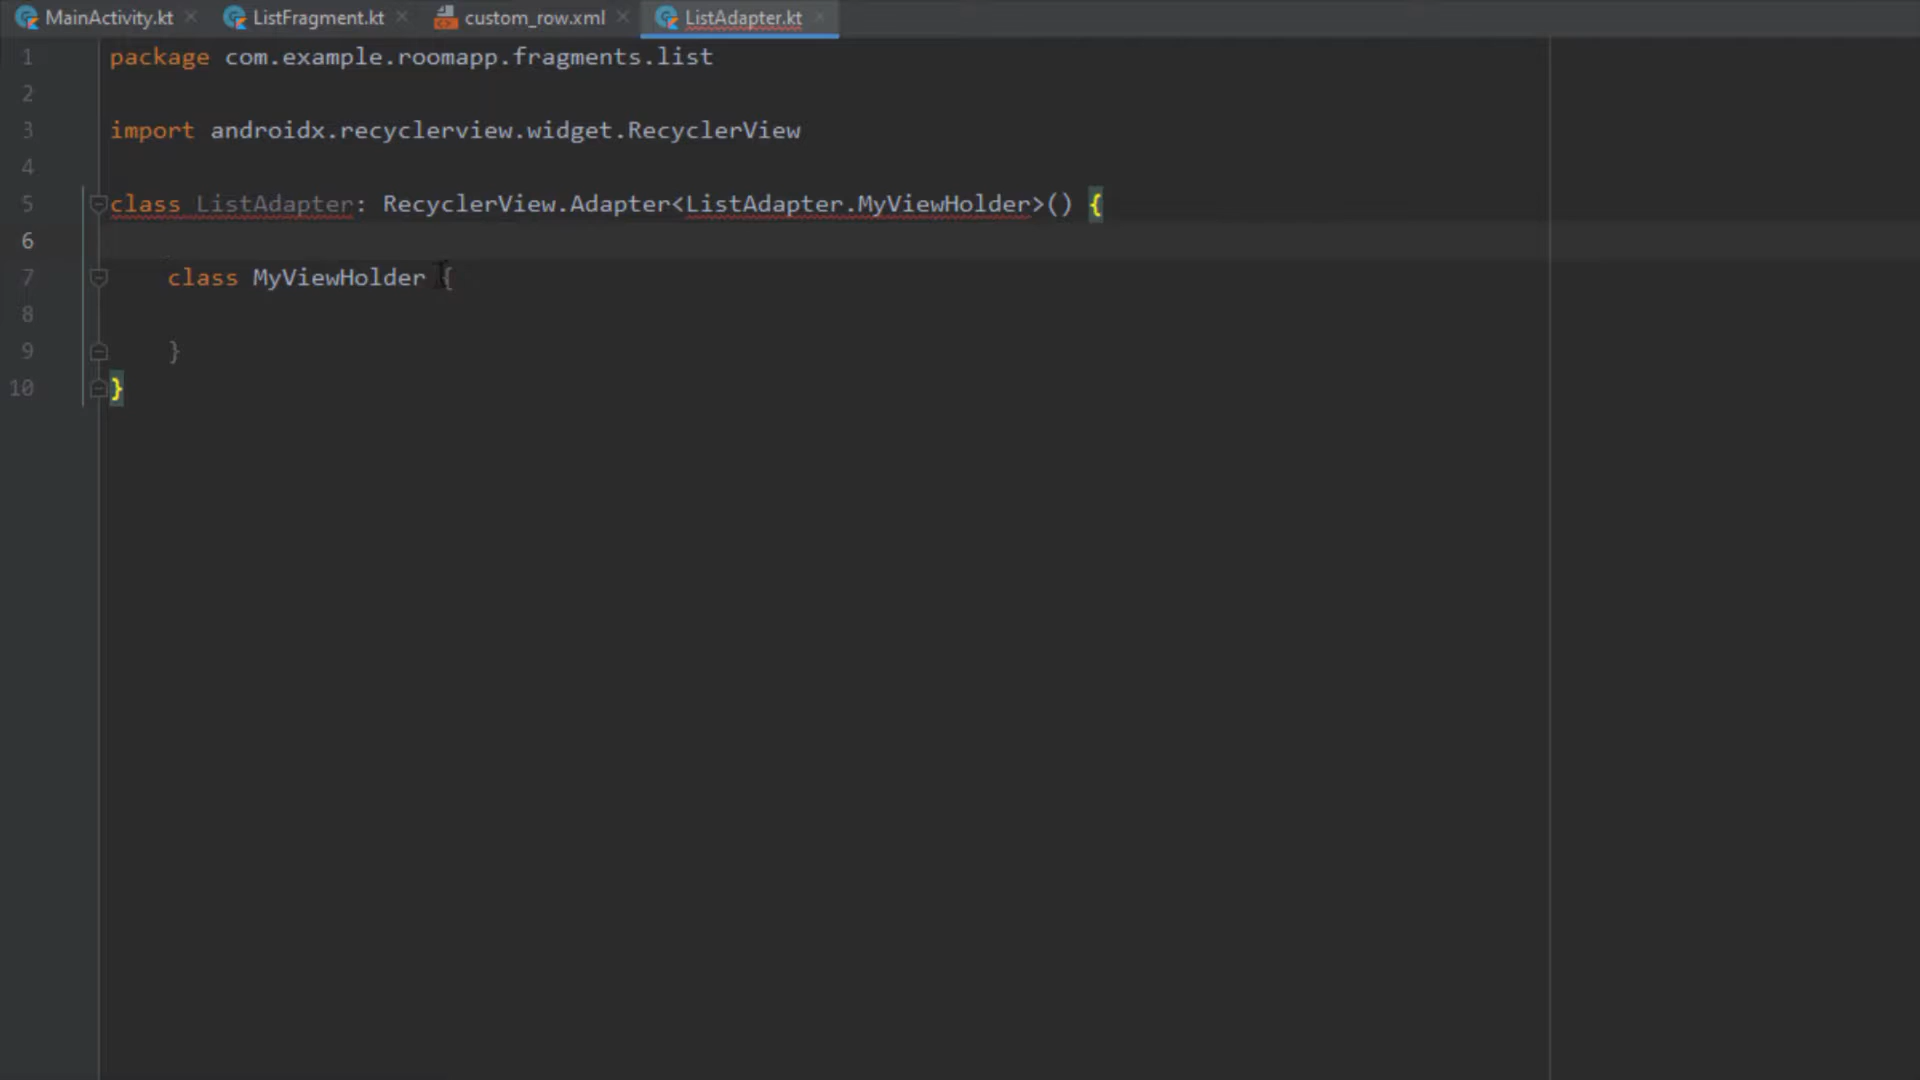 MainActivity.kt ListFragment.kt custom_row.xml ListAdapter.kt
1 package com.example.roomapp.fragments.list
2
3 import androidx.recyclerview.widget.RecyclerView
4
5 class ListAdapter: RecyclerView.Adapter<ListAdapter.MyViewHolder>() {
6
7 class MyViewHolder {
8
9 }
10 }